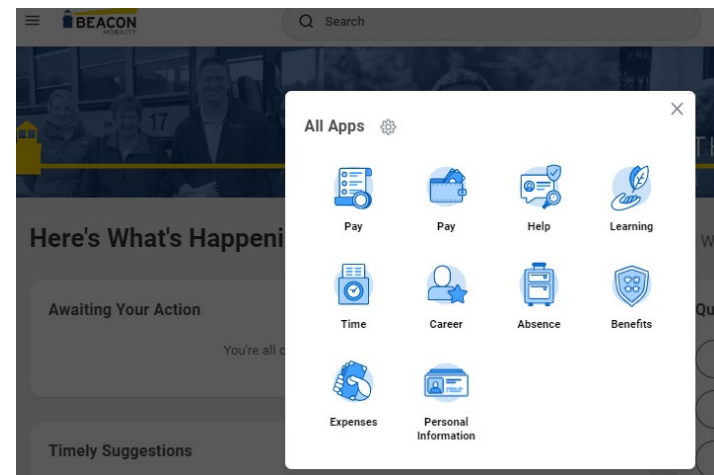 BEACON
MOBILITY
Search
17
All Apps
TH
Here's What's Happeni
W
Pay
Pay
Help
Learning
Awaiting Your Action
Qu
You're all c
Time
Career
Absence
Benefits
Expenses
Personal
Information
Timely Suggestions